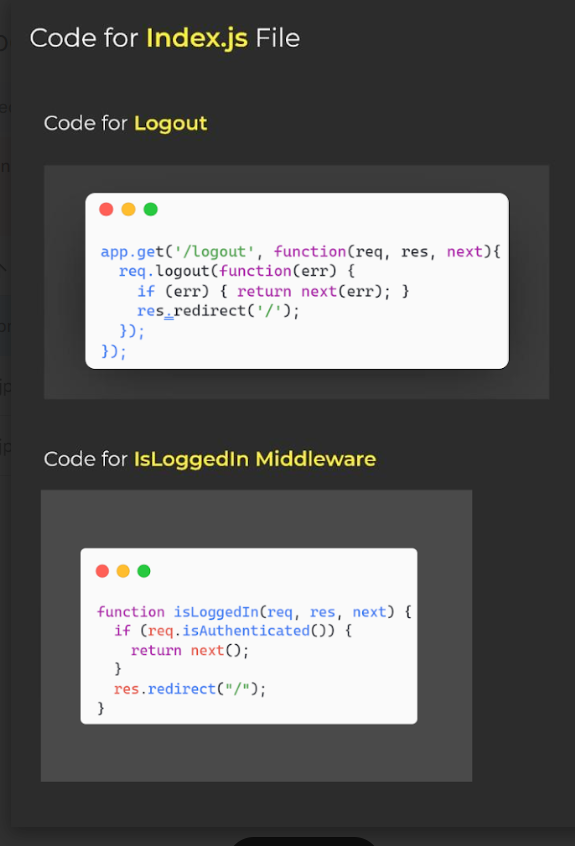 Code for Index.js File
Code for Logout
app.get('/logout', function(req, res, next){
  req.logout(function(err) {
    if (err) { return next(err); }
    res.redirect('/');
  });
});
Code for IsLoggedIn Middleware
function isLoggedIn(req, res, next) {
  if (req.isAuthenticated()) {
    return next();
  }
  res.redirect("/");
}